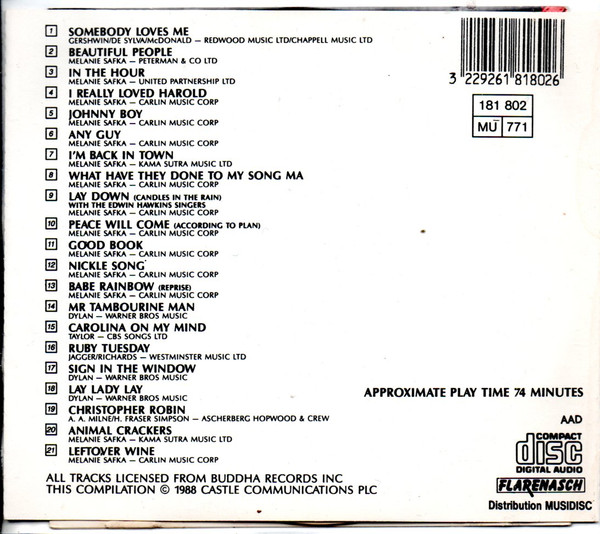 1 SOMEBODY LOVES ME
GERSHWIN/DE SYLVA/McDONALD – REDWOOD MUSIC LTD/CHAPPELL MUSIC LTD
2 BEAUTIFUL PEOPLE
MELANIE SAFKA – PETERMAN & CO LTD
3 IN THE HOUR
MELANIE SAFKA – UNITED PARTNERSHIP LTD
4 I REALLY LOVED HAROLD
MELANIE SAFKA – CARLIN MUSIC CORP
5 JOHNNY BOY
MELANIE SAFKA – CARLIN MUSIC CORP
6 ANY GUY
MELANIE SAFKA – CARLIN MUSIC CORP
7 I'M BACK IN TOWN
MELANIE SAFKA – KAMA SUTRA MUSIC LTD
8 WHAT HAVE THEY DONE TO MY SONG MA
MELANIE SAFKA – CARLIN MUSIC CORP
9 LAY DOWN (CANDLES IN THE RAIN)
WITH THE EDWIN HAWKINS SINGERS
MELANIE SAFKA – CARLIN MUSIC CORP
10 PEACE WILL COME (ACCORDING TO PLAN)
MELANIE SAFKA – CARLIN MUSIC CORP
11 GOOD BOOK
MELANIE SAFKA – CARLIN MUSIC CORP
12 NICKLE SONG
MELANIE SAFKA – CARLIN MUSIC CORP
13 BABE RAINBOW (REPRISE)
MELANIE SAFKA – CARLIN MUSIC CORP
14 MR TAMBOURINE MAN
DYLAN – WARNER BROS MUSIC
15 CAROLINA ON MY MIND
TAYLOR – CBS SONGS LTD
16 RUBY TUESDAY
JAGGER/RICHARDS – WESTMINSTER MUSIC LTD
17 SIGN IN THE WINDOW
DYLAN – WARNER BROS MUSIC
18 LAY LADY LAY
DYLAN – WARNER BROS MUSIC
19 CHRISTOPHER ROBIN
A. A. MILNE/H. FRASER SIMPSON – ASCHERBERG HOPWOOD & CREW
20 ANIMAL CRACKERS
MELANIE SAFKA – KAMA SUTRA MUSIC LTD
21 LEFTOVER WINE
MELANIE SAFKA – CARLIN MUSIC CORP
ALL TRACKS LICENSED FROM BUDDHA RECORDS INC
THIS COMPILATION © 1988 CASTLE COMMUNICATIONS PLC
3 229261 818026
181 802
MU 771
APPROXIMATE PLAY TIME 74 MINUTES
AAD
COMPACT
disc
DIGITAL AUDIO
FLARENASCH
Distribution MUSIDISC